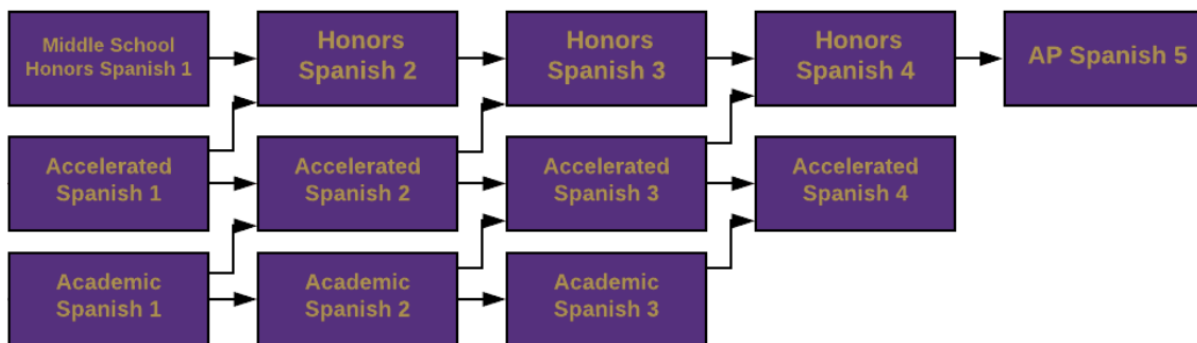 Middle School
Honors Spanish 1
Honors
Spanish 2
Honors
Spanish 3
Honors
Spanish 4
AP Spanish 5
Accelerated
Spanish 1
Accelerated
Spanish 2
Accelerated
Spanish 3
Accelerated
Spanish 4
Academic
Spanish 1
Academic
Spanish 2
Academic
Spanish 3